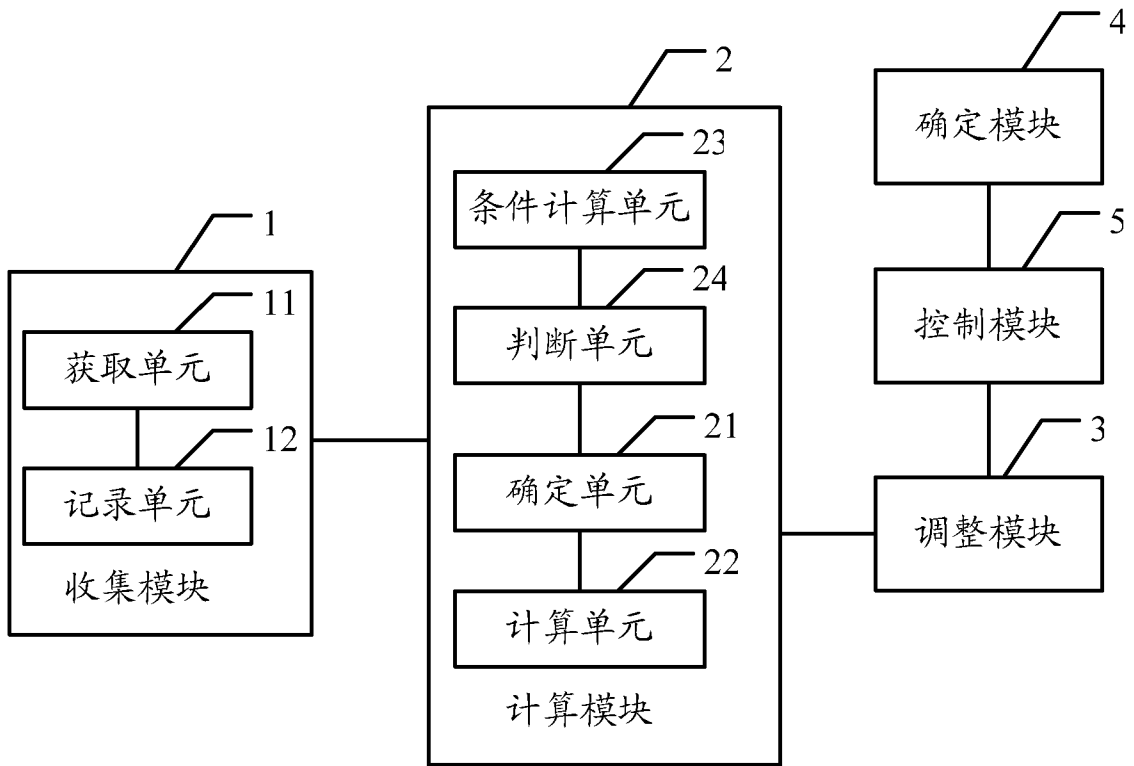 1
11
获取单元
12
记录单元
收集模块
2
23
条件计算单元
24
判断单元
21
确定单元
22
计算单元
计算模块
4
确定模块
5
控制模块
3
调整模块